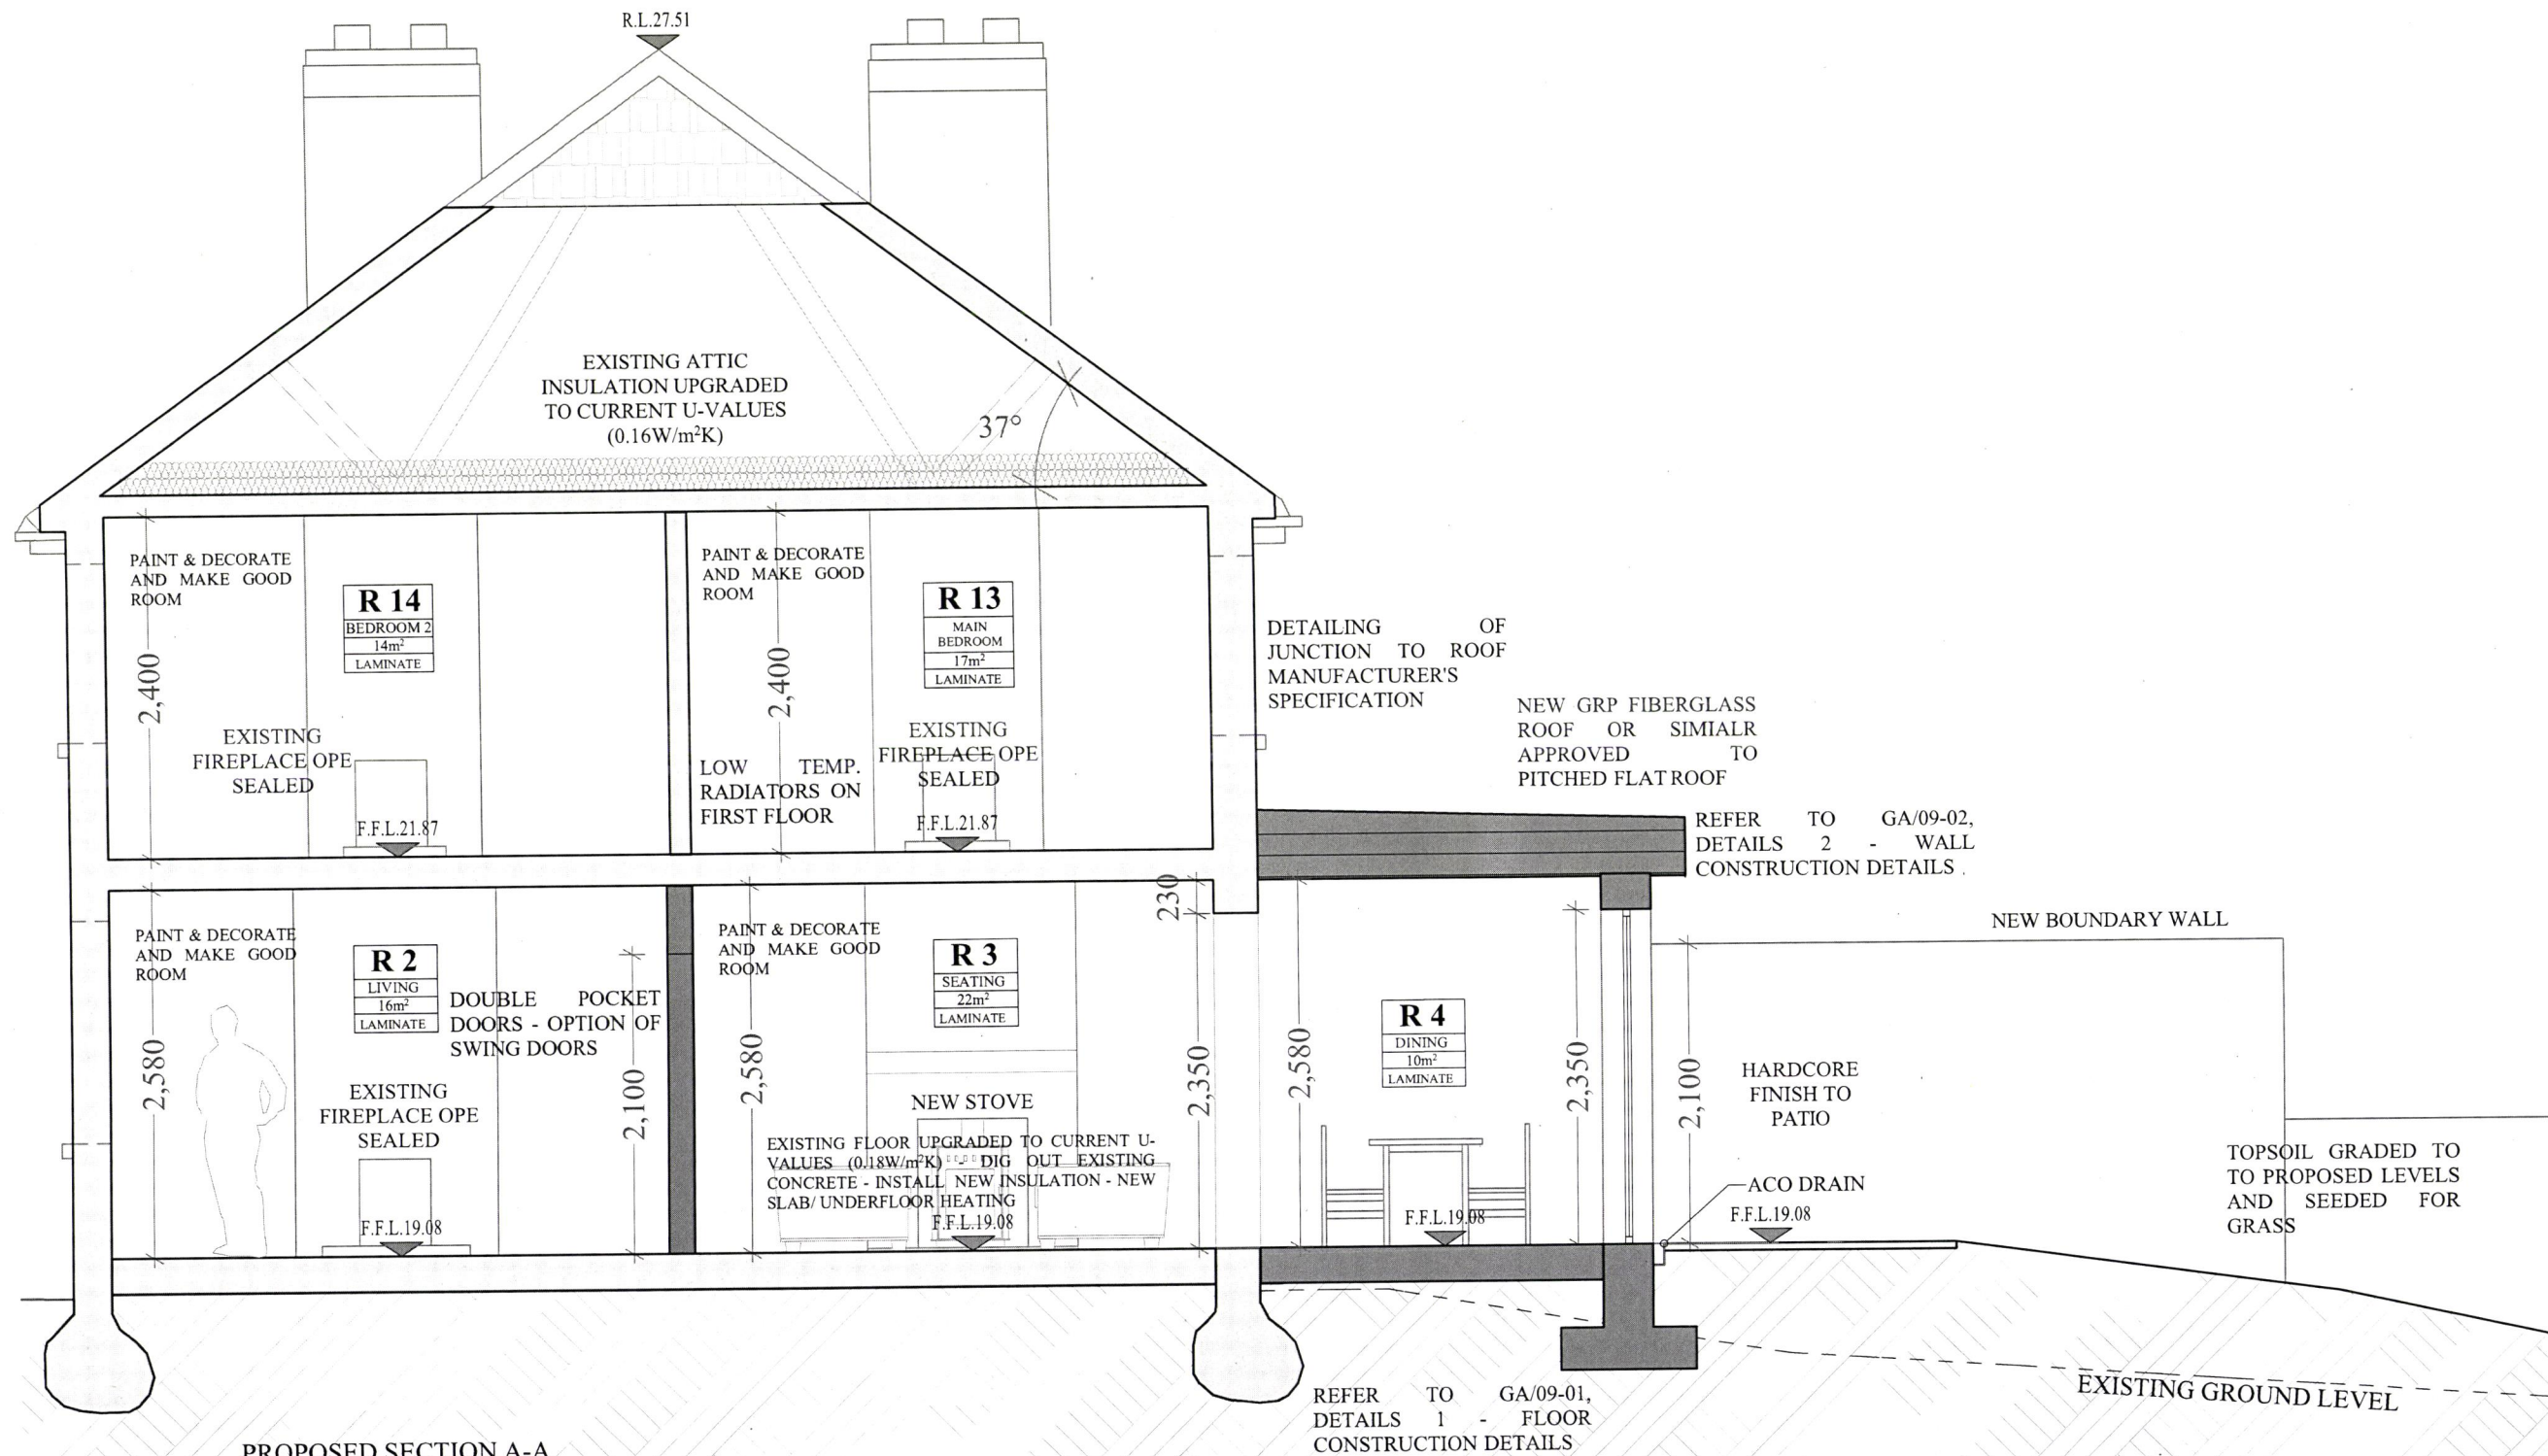 R.L.27.51
EXISTING ATTIC
INSULATION UPGRADED
TO CURRENT U-VALUES
(0.16W/m²K)
37°
PAINT & DECORATE
AND MAKE GOOD
ROOM
R 14
BEDROOM 2
14m²
LAMINATE
2,400
EXISTING
FIREPLACE OPE
SEALED
F.F.L.21.87
PAINT & DECORATE
AND MAKE GOOD
ROOM
R 13
MAIN
BEDROOM
17m²
LAMINATE
2,400
LOW TEMP.
RADIATORS ON
FIRST FLOOR
EXISTING
FIREPLACE OPE
SEALED
F.F.L.21.87
DETAILING OF
JUNCTION TO ROOF
MANUFACTURER'S
SPECIFICATION
NEW GRP FIBERGLASS
ROOF OR SIMIALR
APPROVED TO
PITCHED FLAT ROOF
REFER TO GA/09-02,
DETAILS 2 - WALL
CONSTRUCTION DETAILS .
NEW BOUNDARY WALL
PAINT & DECORATE
AND MAKE GOOD
ROOM
R 2
LIVING
16m²
LAMINATE
DOUBLE POCKET
DOORS - OPTION OF
SWING DOORS
2,580
EXISTING
FIREPLACE OPE
SEALED
2,100
F.F.L.19.08
PAINT & DECORATE
AND MAKE GOOD
ROOM
R 3
SEATING
22m²
LAMINATE
230
2,580
NEW STOVE
2,350
EXISTING FLOOR UPGRADED TO CURRENT U-
VALUES (0.18W/m²K) - DIG OUT EXISTING
CONCRETE - INSTALL NEW INSULATION - NEW
SLAB/ UNDERFLOOR HEATING
F.F.L.19.08
R 4
DINING
10m²
LAMINATE
2,580
2,350
F.F.L.19.08
2,100
HARDCORE
FINISH TO
PATIO
ACO DRAIN
F.F.L.19.08
TOPSOIL GRADED TO
TO PROPOSED LEVELS
AND SEEDED FOR
GRASS
EXISTING GROUND LEVEL
REFER TO GA/09-01,
DETAILS 1 - FLOOR
CONSTRUCTION DETAILS
PROPOSED SECTION A-A